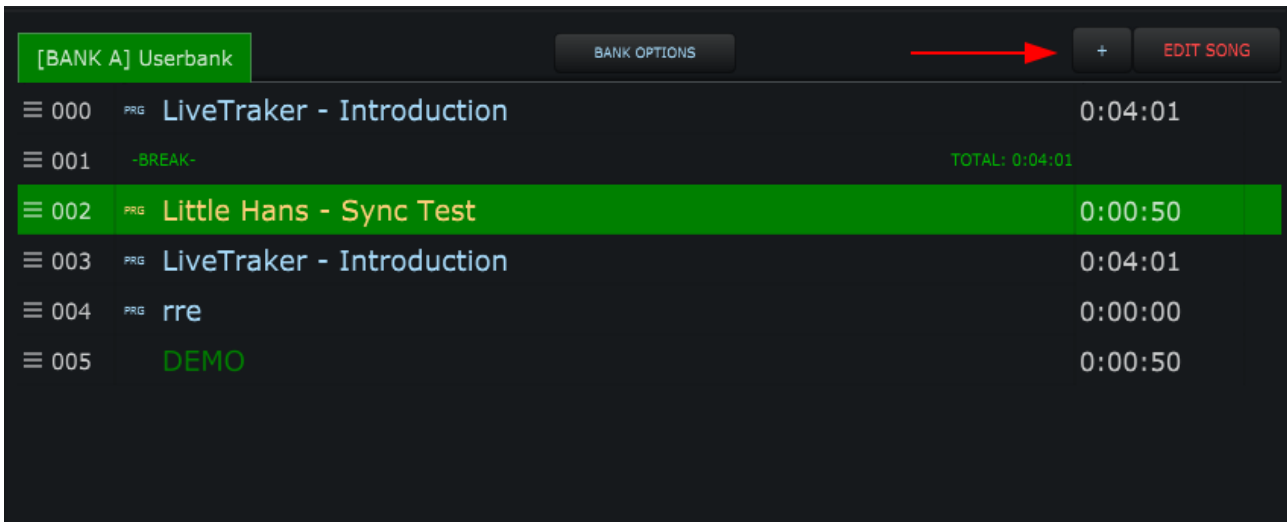 [BANK A] Userbank BANK OPTIONS + EDIT SONG
000 PRG LiveTraker - Introduction 0:04:01
001 -BREAK- TOTAL: 0:04:01
002 PRG Little Hans - Sync Test 0:00:50
003 PRG LiveTraker - Introduction 0:04:01
004 PRG rre 0:00:00
005 DEMO 0:00:50